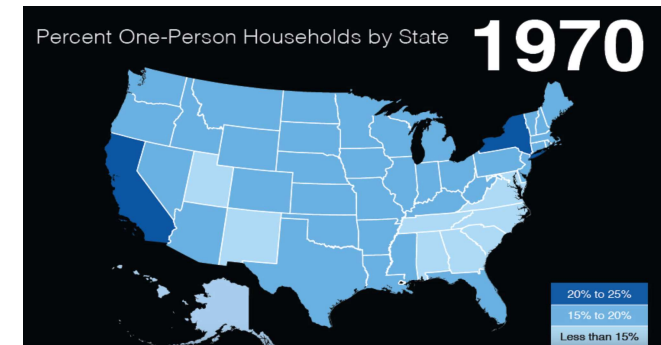 Percent One-Person Households by State 1970
20% to 25%
15% to 20%
Less than 15%